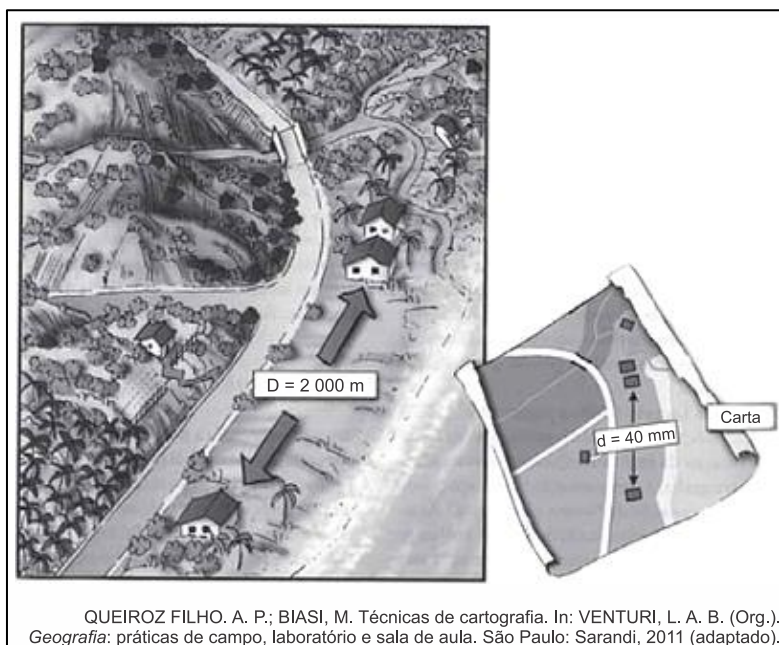 D = 2 000 m
Carta
d = 40 mm
QUEIROZ FILHO. A. P.; BIASI, M. Técnicas de cartografia. In: VENTURI, L. A. B. (Org.).
Geografia: práticas de campo, laboratório e sala de aula. São Paulo: Sarandi, 2011 (adaptado).